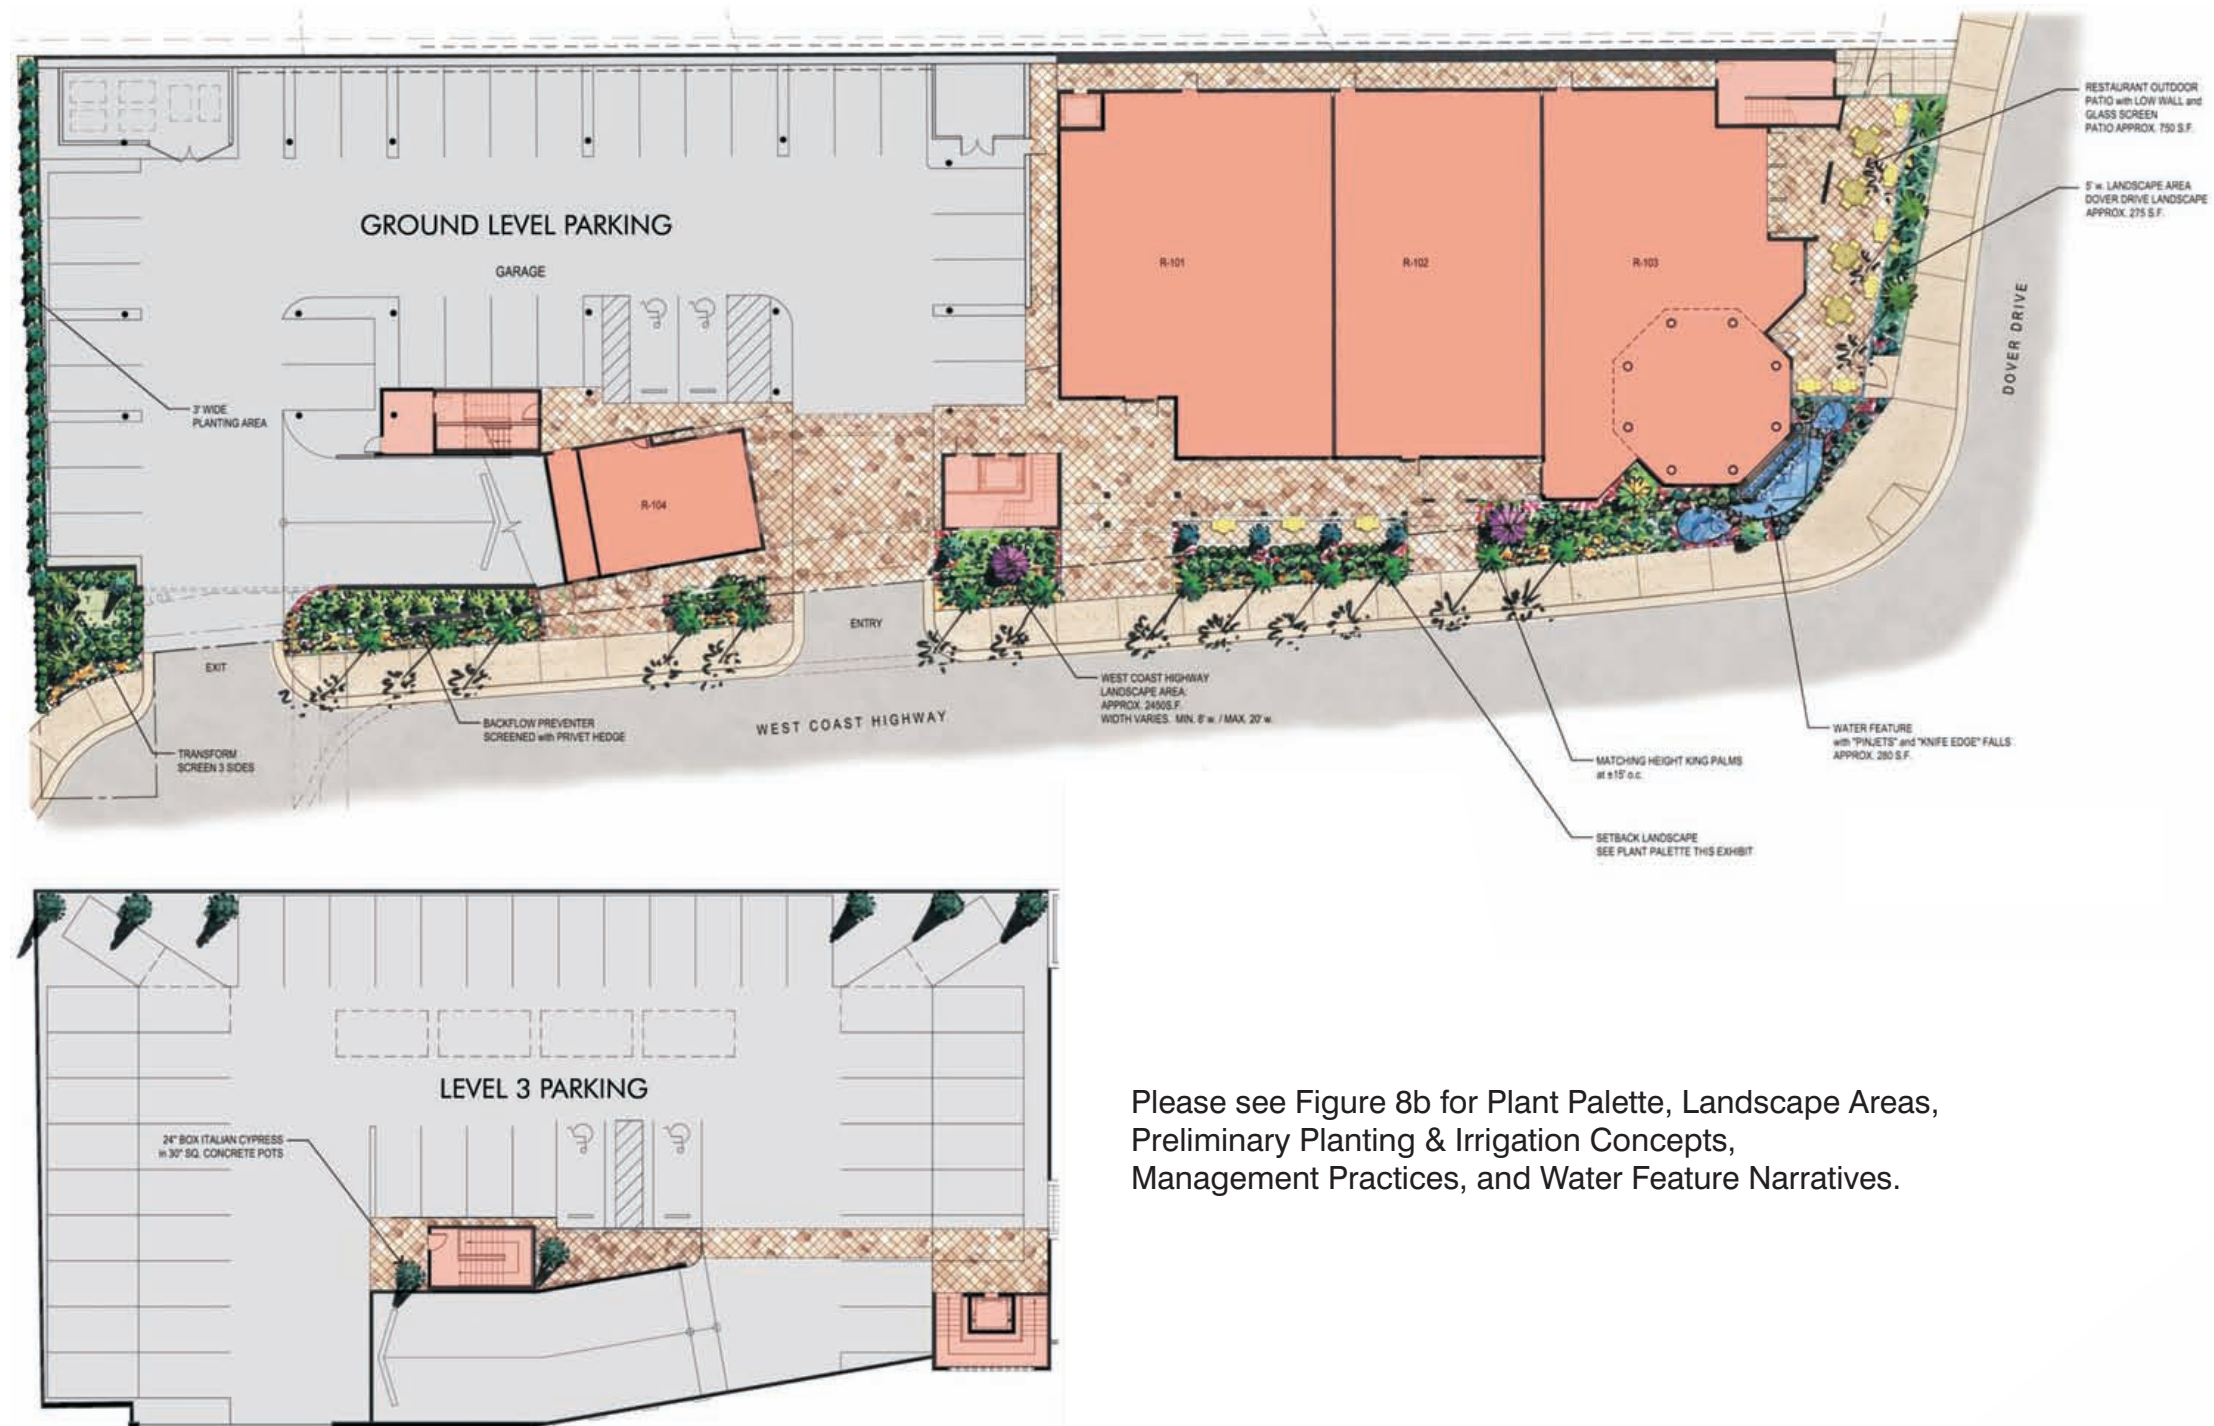 RESTAURANT OUTDOOR
PATIO with LOW WALL and
GLASS SCREEN
PATIO APPROX. 750 S.F.
5' w. LANDSCAPE AREA
DOVER DRIVE LANDSCAPE
APPROX. 275 S.F.
GROUND LEVEL PARKING
GARAGE
R-101
R-102
R-103
DOVER DRIVE
3' WIDE
PLANTING AREA
R-104
ENTRY
EXIT
WEST COAST HIGHWAY
LANDSCAPE AREA:
APPROX. 2450S.F.
WIDTH VARIES. MIN. 8' w. / MAX. 20' w.
BACKFLOW PREVENTER
SCREENED with PRIVET HEDGE
WEST COAST HIGHWAY
TRANSFORM
SCREEN 3 SIDES
WATER FEATURE
with "PINJETS" and "KNIFE EDGE" FALLS
APPROX. 280 S.F.
MATCHING HEIGHT KING PALMS
at ±15' o.c.
SETBACK LANDSCAPE
SEE PLANT PALETTE THIS EXHIBIT
LEVEL 3 PARKING
24" BOX ITALIAN CYPRESS
in 30" SQ. CONCRETE POTS
Please see Figure 8b for Plant Palette, Landscape Areas,
Preliminary Planting & Irrigation Concepts,
Management Practices, and Water Feature Narratives.